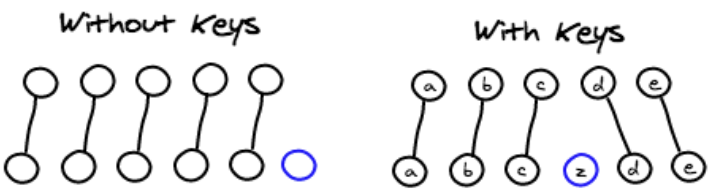 Without Keys
With Keys
a b c d e
a b c z d e